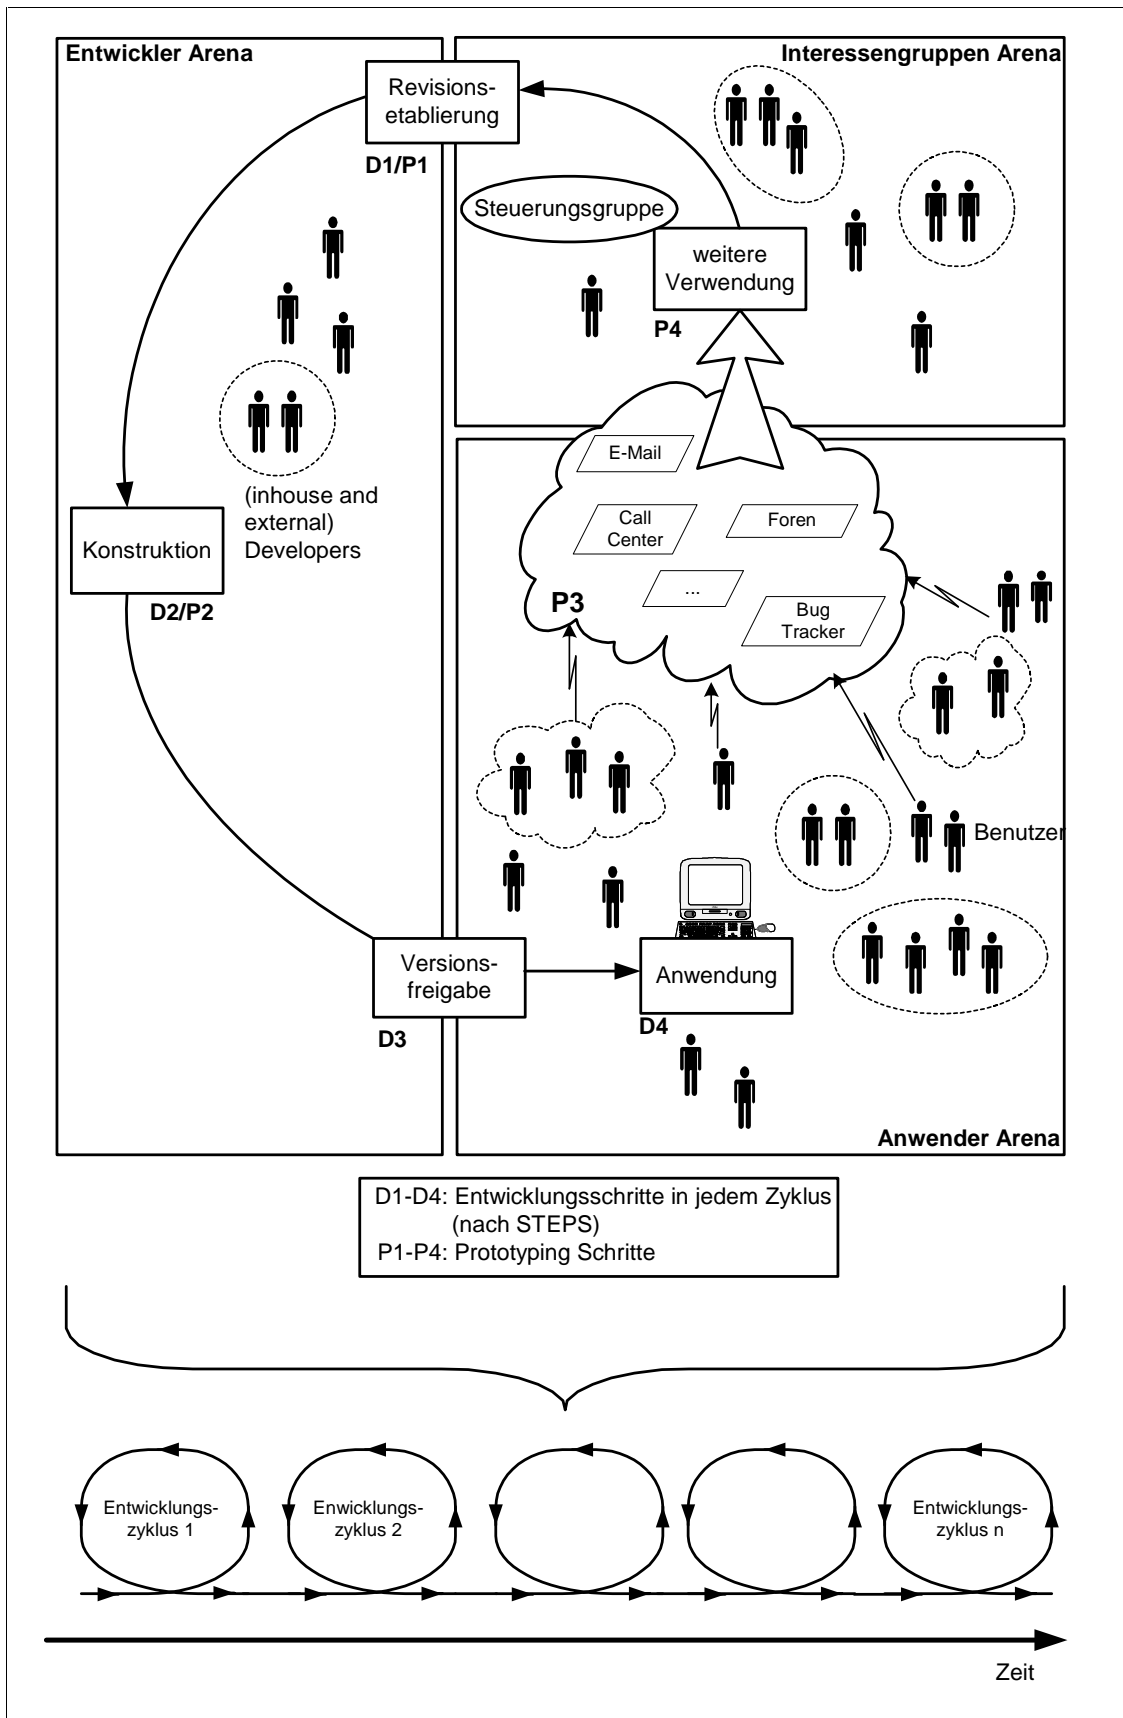 Entwickler Arena
Interessengruppen Arena
Revisions-
etablierung
D1/P1
Steuerungsgruppe
weitere
Verwendung
P4
(inhouse and
external)
Developers
Konstruktion
D2/P2
E-Mail
Call
Center
Foren
...
P3
Bug
Tracker
Benutzer
Versions-
freigabe
D3
Anwendung
D4
Anwender Arena
D1-D4: Entwicklungsschritte in jedem Zyklus
(nach STEPS)
P1-P4: Prototyping Schritte
Entwicklungs-
zyklus 1
Enwicklungs-
zyklus 2
Entwicklungs-
zyklus n
Zeit